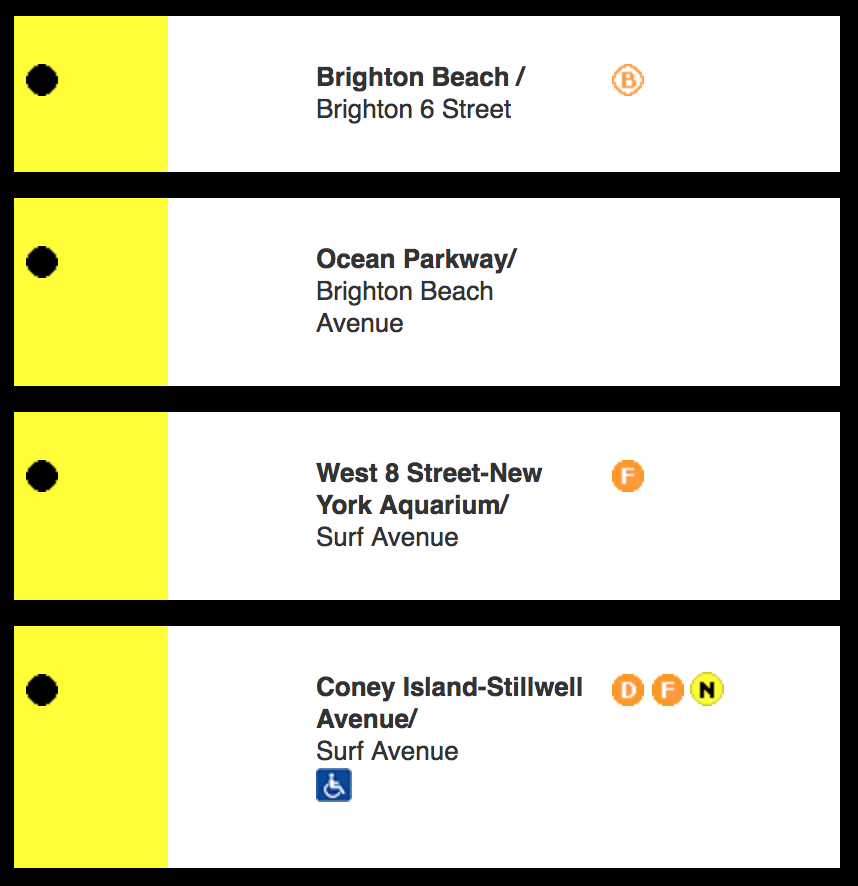 Brighton Beach / B
Brighton 6 Street
Ocean Parkway/
Brighton Beach
Avenue
West 8 Street-New F
York Aquarium/
Surf Avenue
Coney Island-Stillwell D F N
Avenue/
Surf Avenue